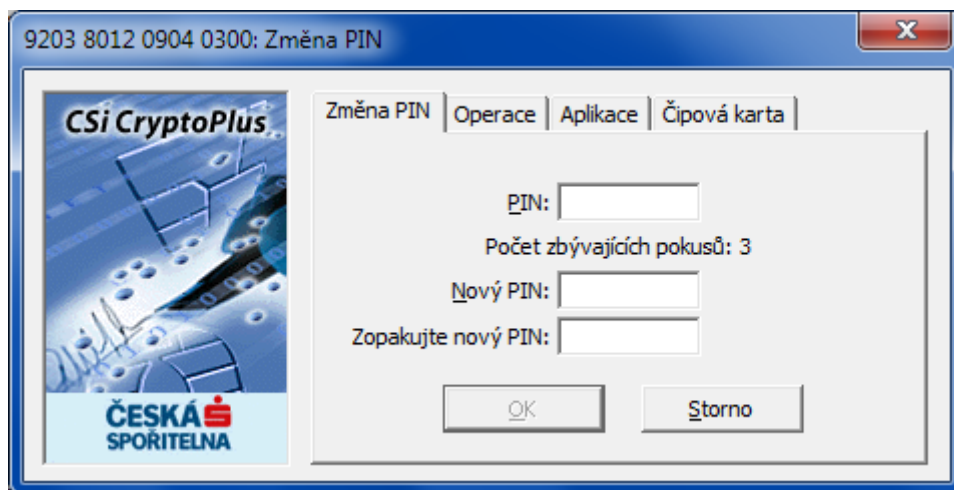 9203 8012 0904 0300: Změna PIN
CSi CryptoPlus
Změna PIN Operace Aplikace Čipová karta
PIN:
Počet zbývajících pokusů: 3
Nový PIN:
Zopakujte nový PIN:
OK Storno
ČESKÁ
SPOŘITELNA